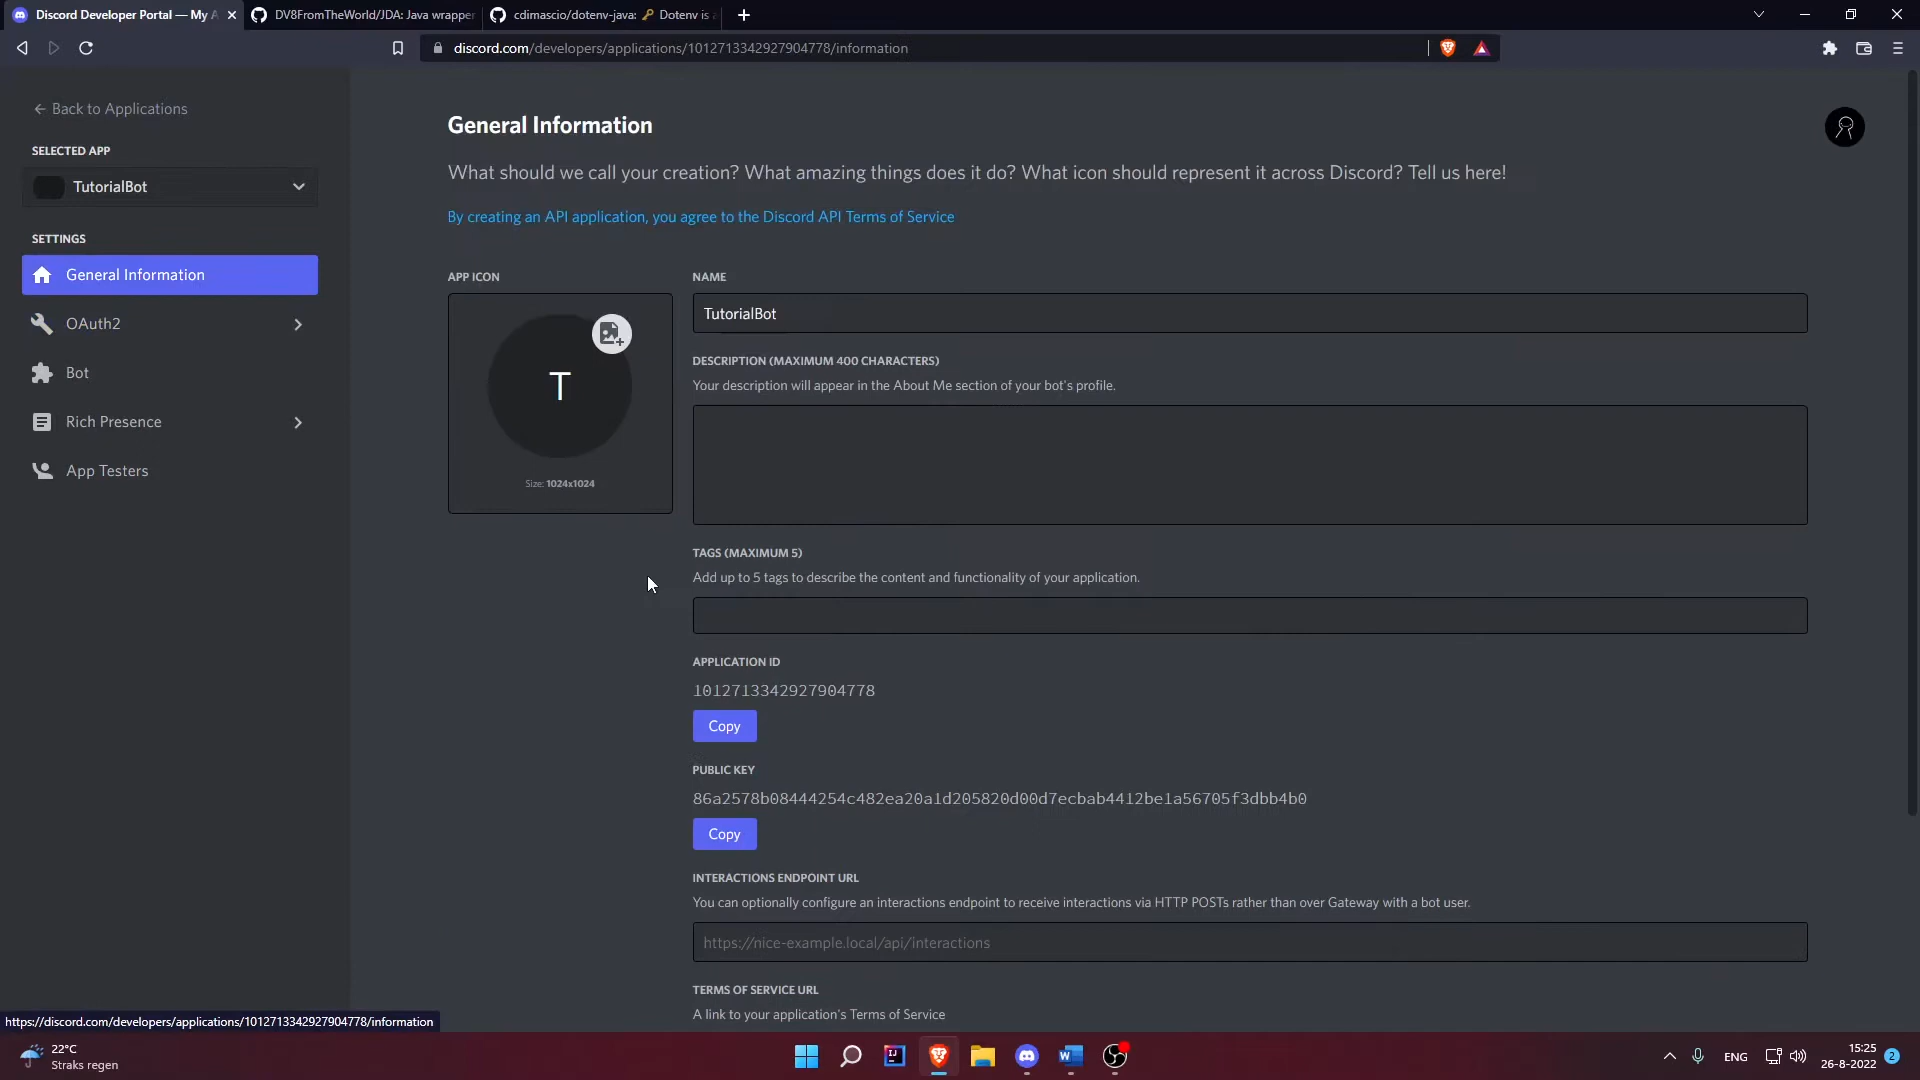 Discord Developer Portal — My A
DV8FromTheWorld/JDA: Java wrapper
cdimascio/dotenv-java: 🔑 Dotenv is a
discord.com/developers/applications/1012713342927904778/information
← Back to Applications
SELECTED APP
TutorialBot
SETTINGS
General Information
OAuth2
Bot
Rich Presence
App Testers
General Information
What should we call your creation? What amazing things does it do? What icon should represent it across Discord? Tell us here!
By creating an API application, you agree to the Discord API Terms of Service
APP ICON
T
Size: 1024x1024
NAME
TutorialBot
DESCRIPTION (MAXIMUM 400 CHARACTERS)
Your description will appear in the About Me section of your bot's profile.
TAGS (MAXIMUM 5)
Add up to 5 tags to describe the content and functionality of your application.
APPLICATION ID
1012713342927904778
Copy
PUBLIC KEY
86a2578b08444254c482ea20a1d205820d00d7ecbab4412be1a56705f3dbb4b0
Copy
INTERACTIONS ENDPOINT URL
You can optionally configure an interactions endpoint to receive interactions via HTTP POSTs rather than over Gateway with a bot user.
https://nice-example.local/api/interactions
TERMS OF SERVICE URL
A link to your application's Terms of Service
https://discord.com/developers/applications/1012713342927904778/information
22°C
Straks regen
IJ
W
ENG
15:25
26-8-2022
2